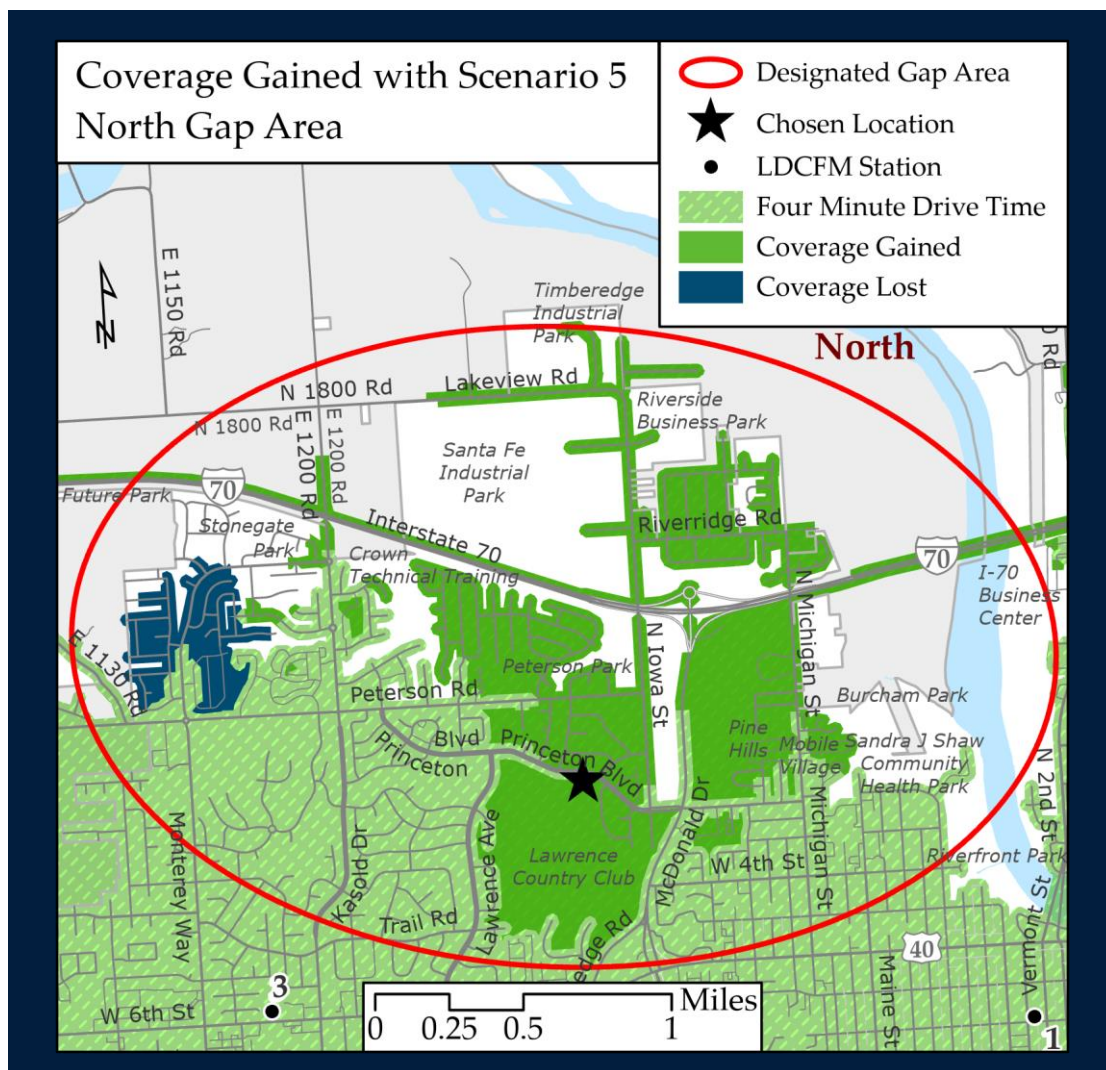 Coverage Gained with Scenario 5
North Gap Area
Designated Gap Area
Chosen Location
LDCFM Station
Four Minute Drive Time
Coverage Gained
Coverage Lost
E 1150 Rd
Timberedge
Industrial
Park
North
N 1800 Rd
Lakeview Rd
N 1800 Rd
E 1200 Rd
E 1200 Rd
Riverside
Business Park
Santa Fe
Industrial
Park
0 Rd
Future Park
70
Stonegate
Park
Interstate 70
Riverridge Rd
Crown
Technical Training
70
I-70
Business
Center
N Michigan St
N Iowa St
E 1130 Rd
Peterson Park
Peterson Rd
Burcham Park
Princeton
Blvd
Princeton Blvd
Pine
Hills
Mobile
Village
Sandra J Shaw
Community
Health Park
N 2nd St
Monterey Way
Kasold Dr
Lawrence Ave
McDonald Dr
Michigan St
Lawrence
Country Club
W 4th St
Riverfront Park
Trail Rd
edge Rd
40
Maine St
Vermont St
W 6th St
3
1
Miles
0 0.25 0.5 1
N